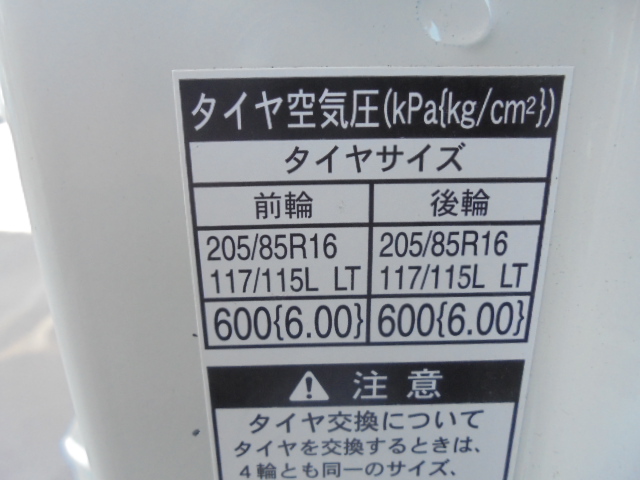 タイヤ空気圧(kPa{kg/cm²})
タイヤサイズ
前輪 後輪
205/85R16 205/85R16
117/115L LT 117/115L LT
600{6.00} 600{6.00}
注意
タイヤ交換について
タイヤを交換するときは、
4輪とも同一のサイズ、